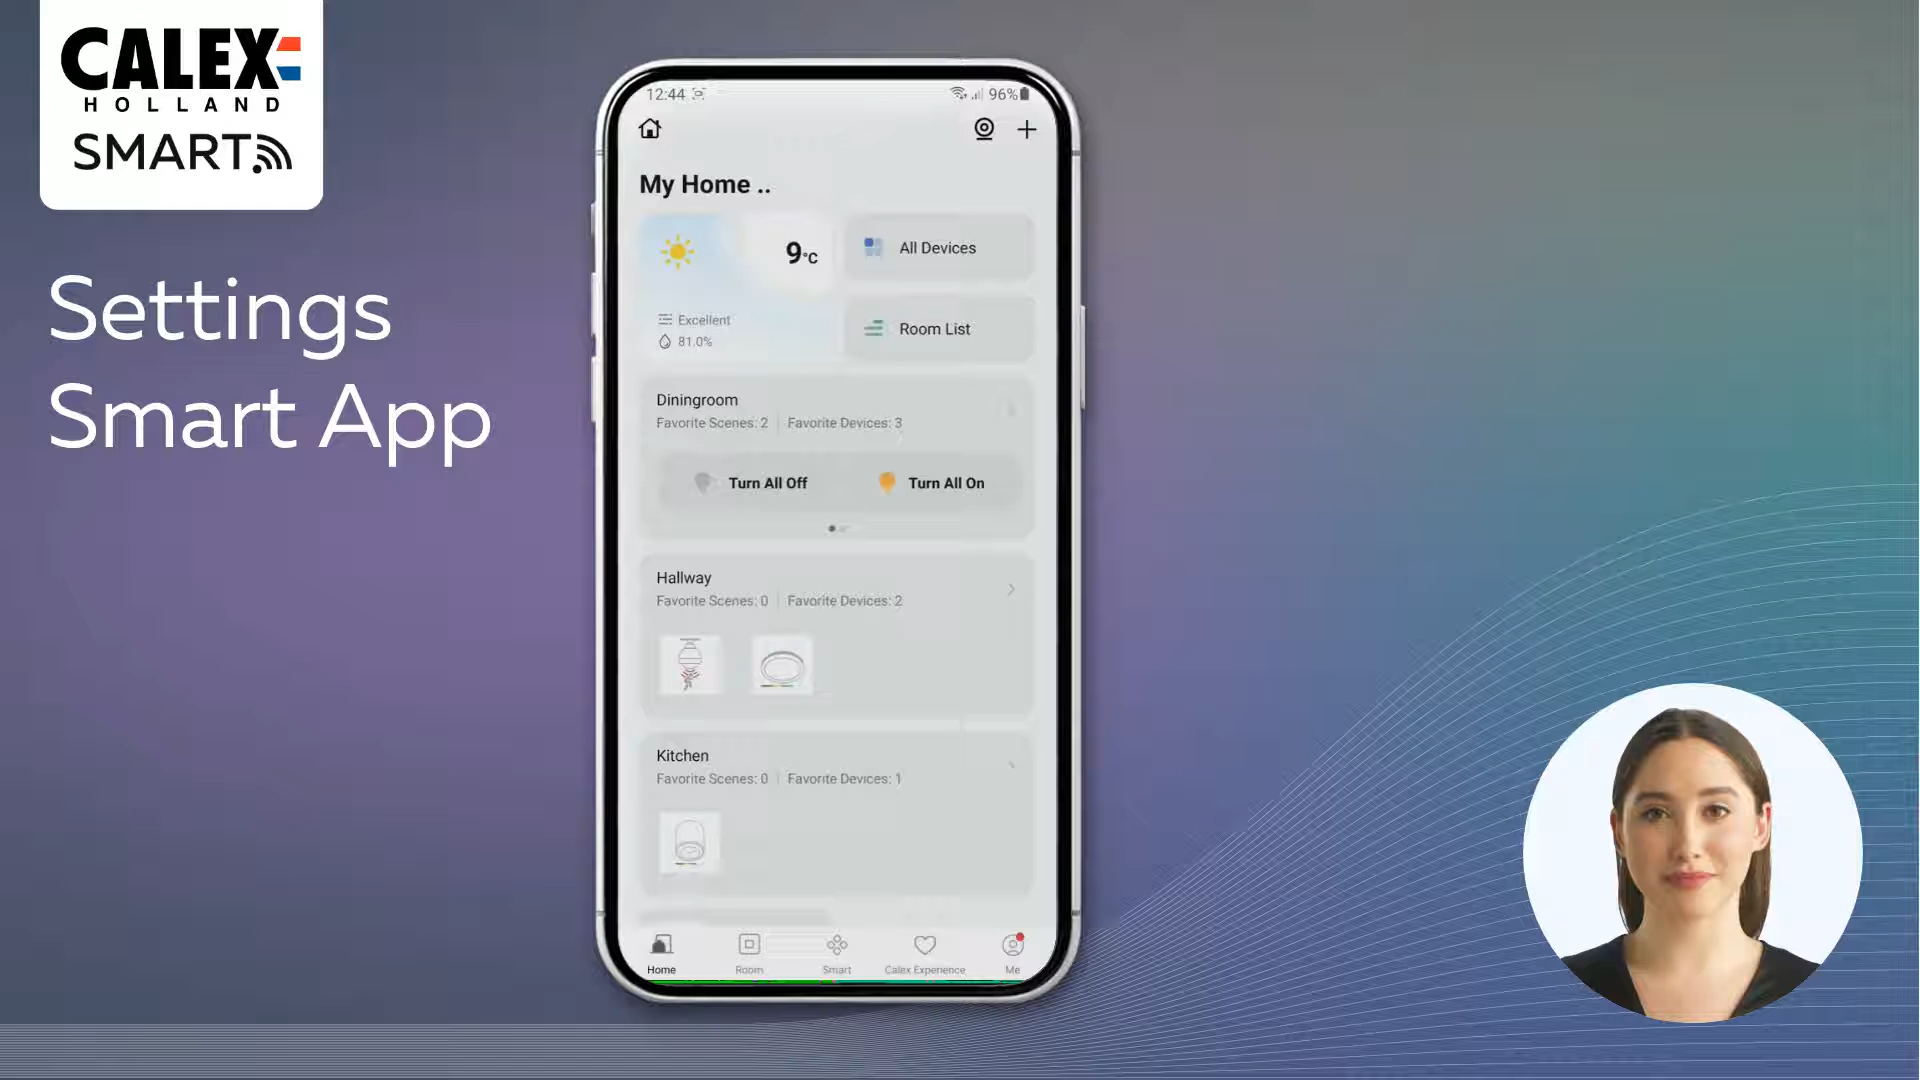 CALEX
HOLLAND
SMART
Settings
Smart App
12:44
96%
My Home ..
9°C
All Devices
Excellent
81.0%
Room List
Diningroom
Favorite Scenes: 2 | Favorite Devices: 3
Turn All Off
Turn All On
Hallway
Favorite Scenes: 0 | Favorite Devices: 2
Kitchen
Favorite Scenes: 0 | Favorite Devices: 1
Home
Room
Smart
Calex Experience
Me